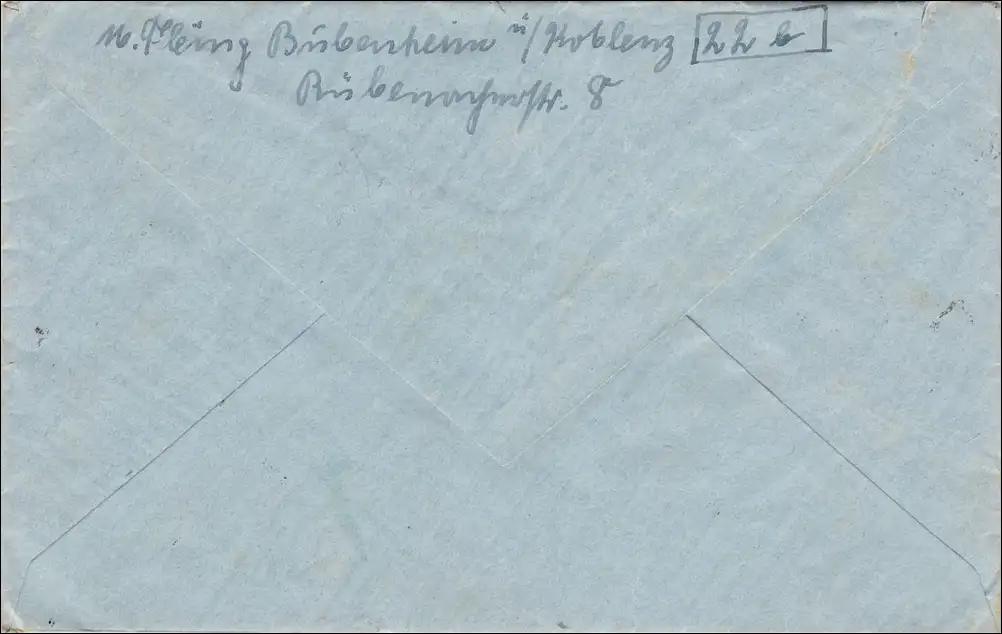 M. Bubenheim ü/Koblenz 22 b
Rübenacherstr. 8